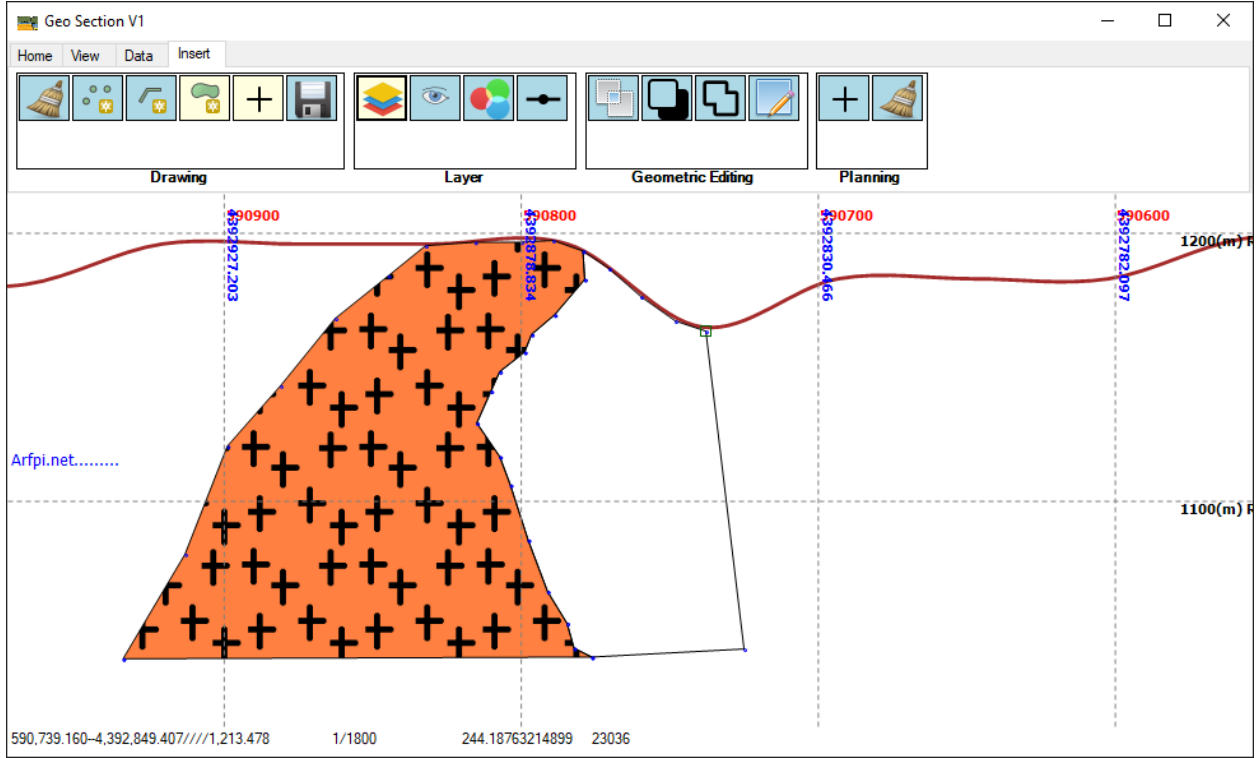 Geo Section V1
Home View Data Insert
Drawing Layer Geometric Editing Planning
590900 590800 590700 590600
4392927.203 4392878.834 4392830.466 4392782.097
1200(m) R
Arfpi.net.........
1100(m) R
590,739.160--4,392,849.407////1,213.478 1/1800 244.18763214899 23036